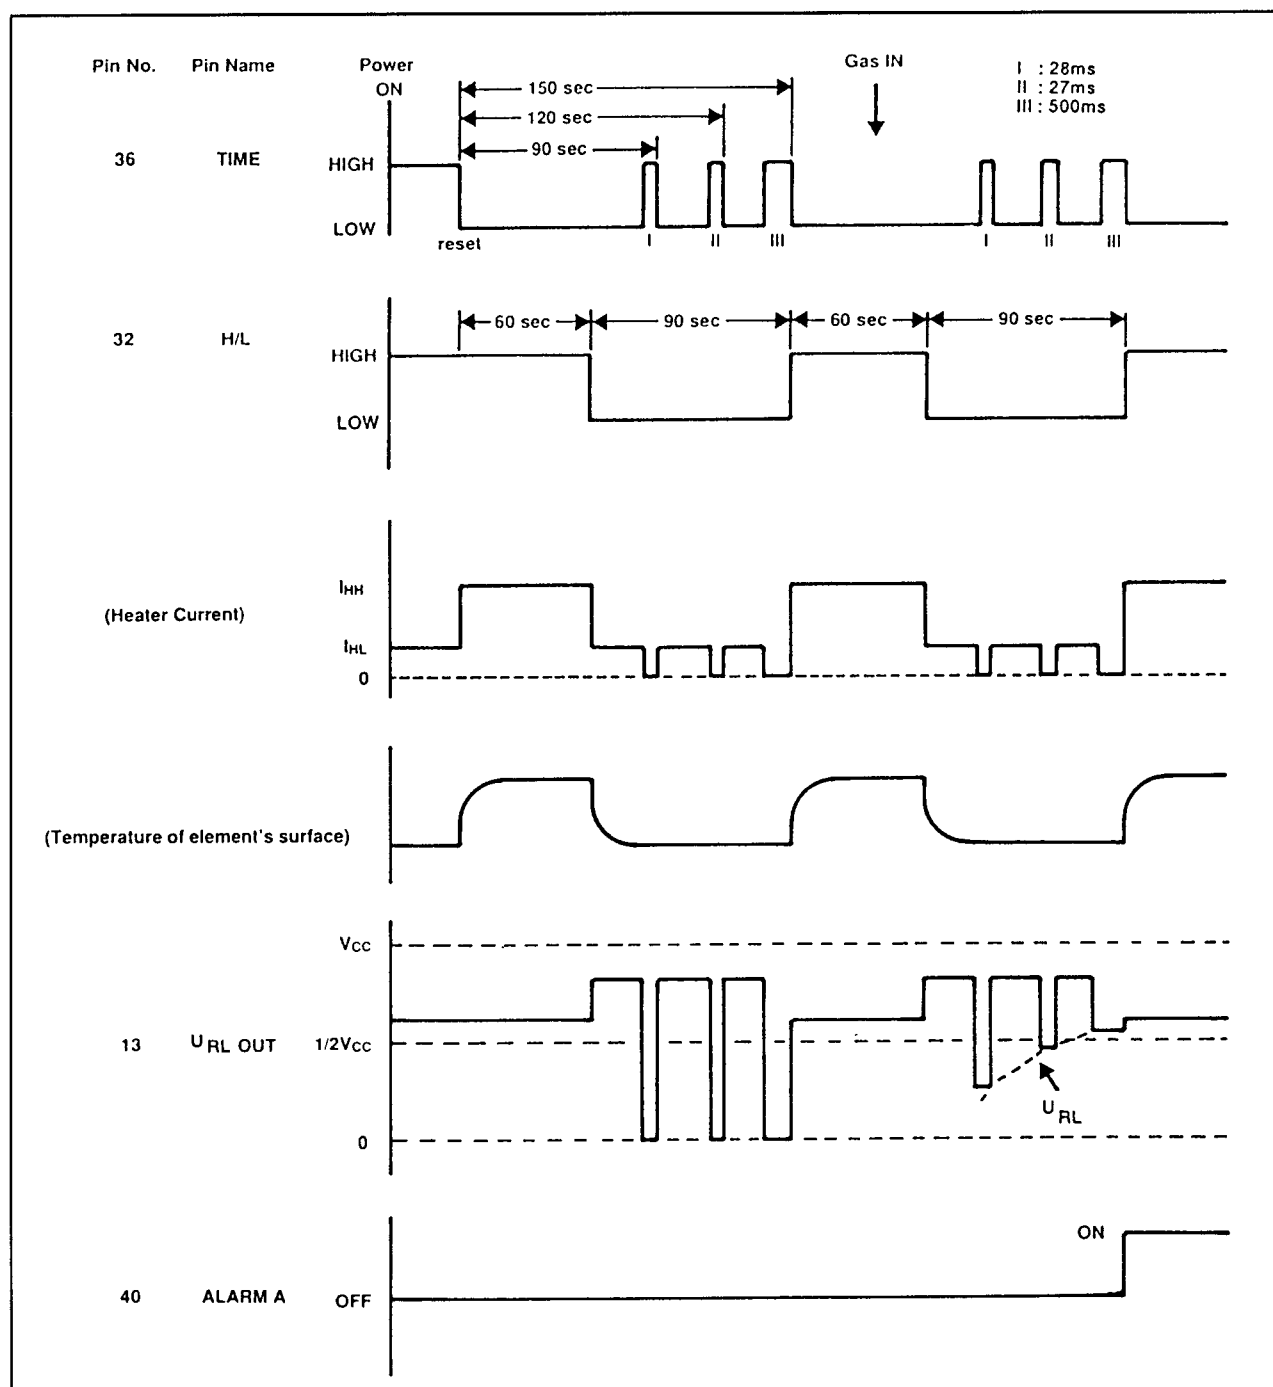 Pin No. Pin Name Power ON Gas IN
I : 28ms
II : 27ms
III : 500ms
150 sec
120 sec
90 sec
36 TIME HIGH
LOW
reset I II III I II III
60 sec 90 sec 60 sec 90 sec
32 H/L HIGH
LOW
IHH
(Heater Current)
IHL
0
(Temperature of element's surface)
Vcc
13 URL OUT 1/2Vcc
URL
0
ON
40 ALARM A OFF